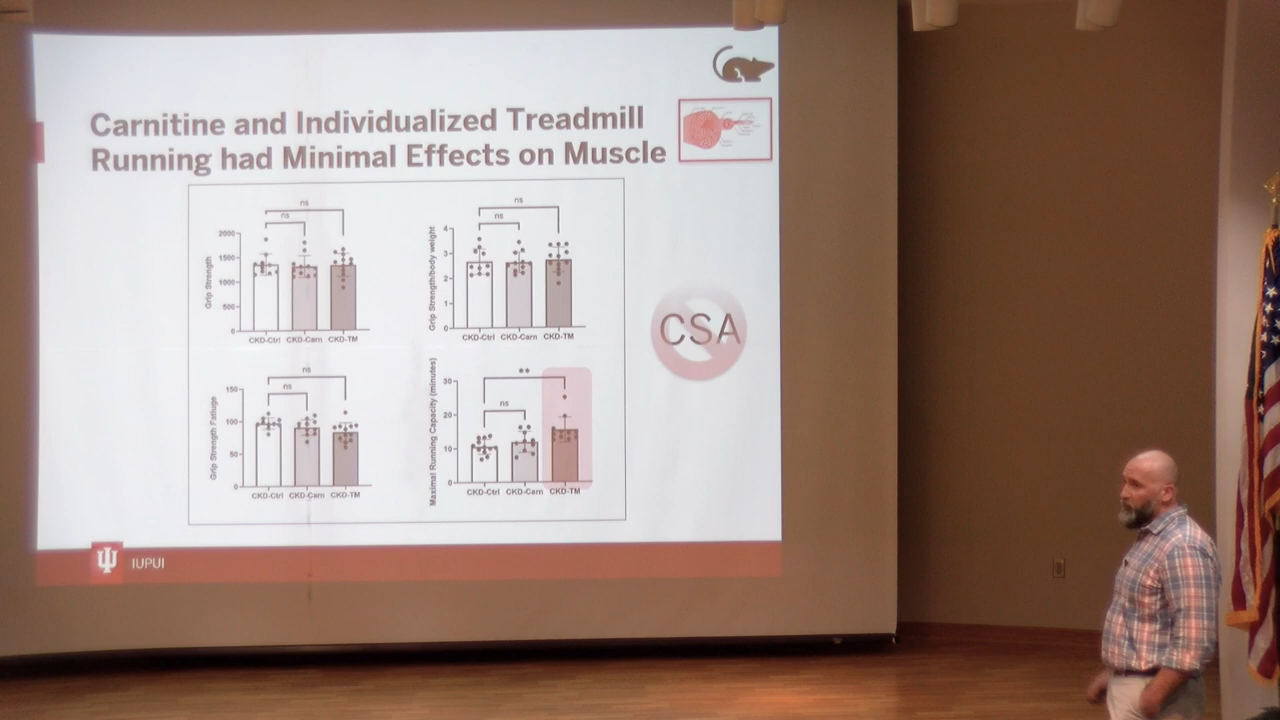 Carnitine and Individualized Treadmill
Running had Minimal Effects on Muscle
ns
ns
2000
1500
1000
500
0
Grip Strength
CKD-Ctrl CKD-Carn CKD-TM
ns
ns
4
3
2
1
0
Grip Strength/body weight
CKD-Ctrl CKD-Carn CKD-TM
CSA
ns
ns
150
100
50
0
Grip Strength Fatiuge
CKD-Ctrl CKD-Carn CKD-TM
**
ns
30
20
10
0
Maximal Running Capacity (minutes)
CKD-Ctrl CKD-Carn CKD-TM
IUPUI